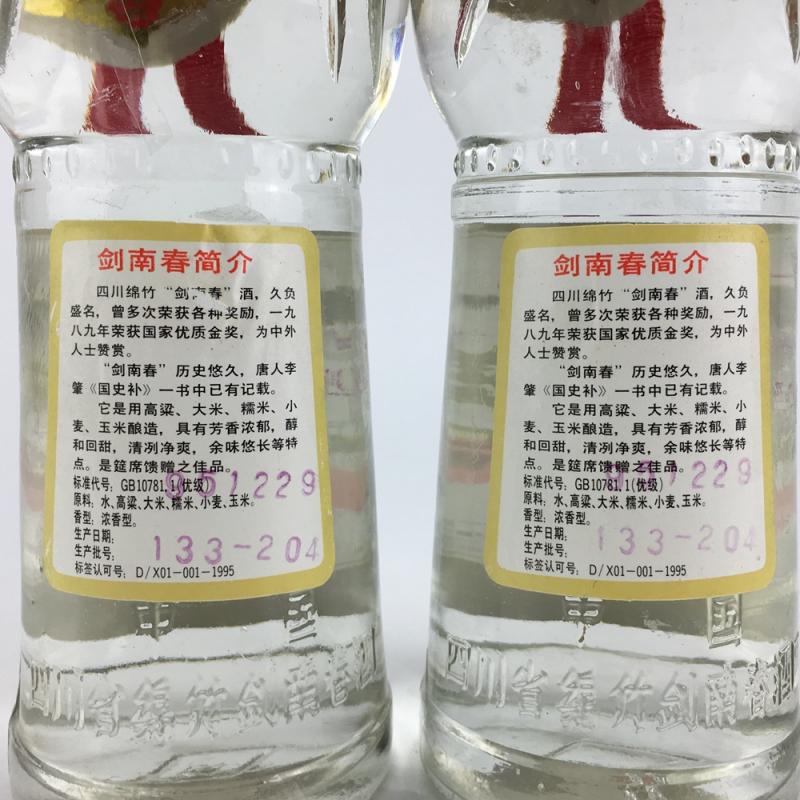 剑南春简介
四川绵竹“剑南春”酒，久负
盛名，曾多次荣获各种奖励，一九
八九年荣获国家优质金奖，为中外
人士赞赏。
“剑南春”历史悠久，唐人李
肇《国史补》一书中已有记载。
它是用高粱、大米、糯米、小
麦、玉米酿造，具有芳香浓郁，醇
和回甜，清冽净爽，余味悠长等特
点。是筵席馈赠之佳品。
951229
标准代号：GB10781.1(优级)
原料：水、高粱、大米、糯米、小麦、玉米。
香型：浓香型。
生产日期：
生产批号：
133-204
标签认可号：D/X01-001-1995
四川省绵竹剑南春酒
剑南春简介
四川绵竹“剑南春”酒，久负
盛名，曾多次荣获各种奖励，一九
八九年荣获国家优质金奖，为中外
人士赞赏。
“剑南春”历史悠久，唐人李
肇《国史补》一书中已有记载。
它是用高粱、大米、糯米、小
麦、玉米酿造，具有芳香浓郁，醇
和回甜，清冽净爽，余味悠长等特
点。是筵席馈赠之佳品。
951229
标准代号：GB10781.1(优级)
原料：水、高粱、大米、糯米、小麦、玉米。
香型：浓香型。
生产日期：
生产批号：
133-204
标签认可号：D/X01-001-1995
中国
四川省绵竹剑南春酒